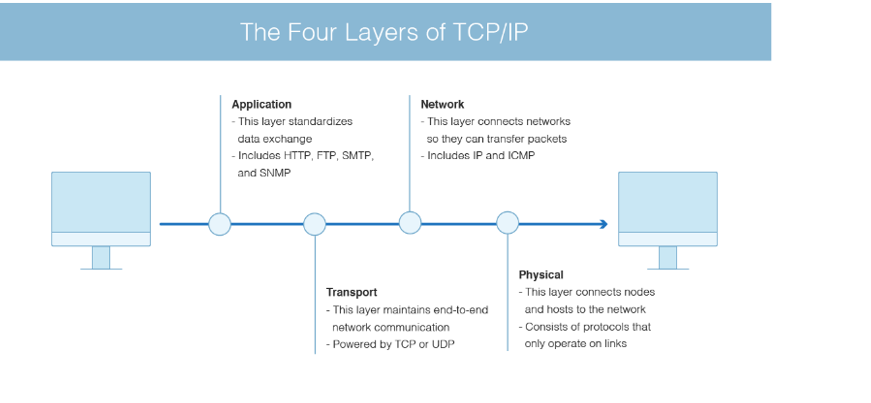 The Four Layers of TCP/IP
Application
- This layer standardizes
data exchange
- Includes HTTP, FTP, SMTP,
and SNMP
Network
- This layer connects networks
so they can transfer packets
- Includes IP and ICMP
Transport
- This layer maintains end-to-end
network communication
- Powered by TCP or UDP
Physical
- This layer connects nodes
and hosts to the network
- Consists of protocols that
only operate on links